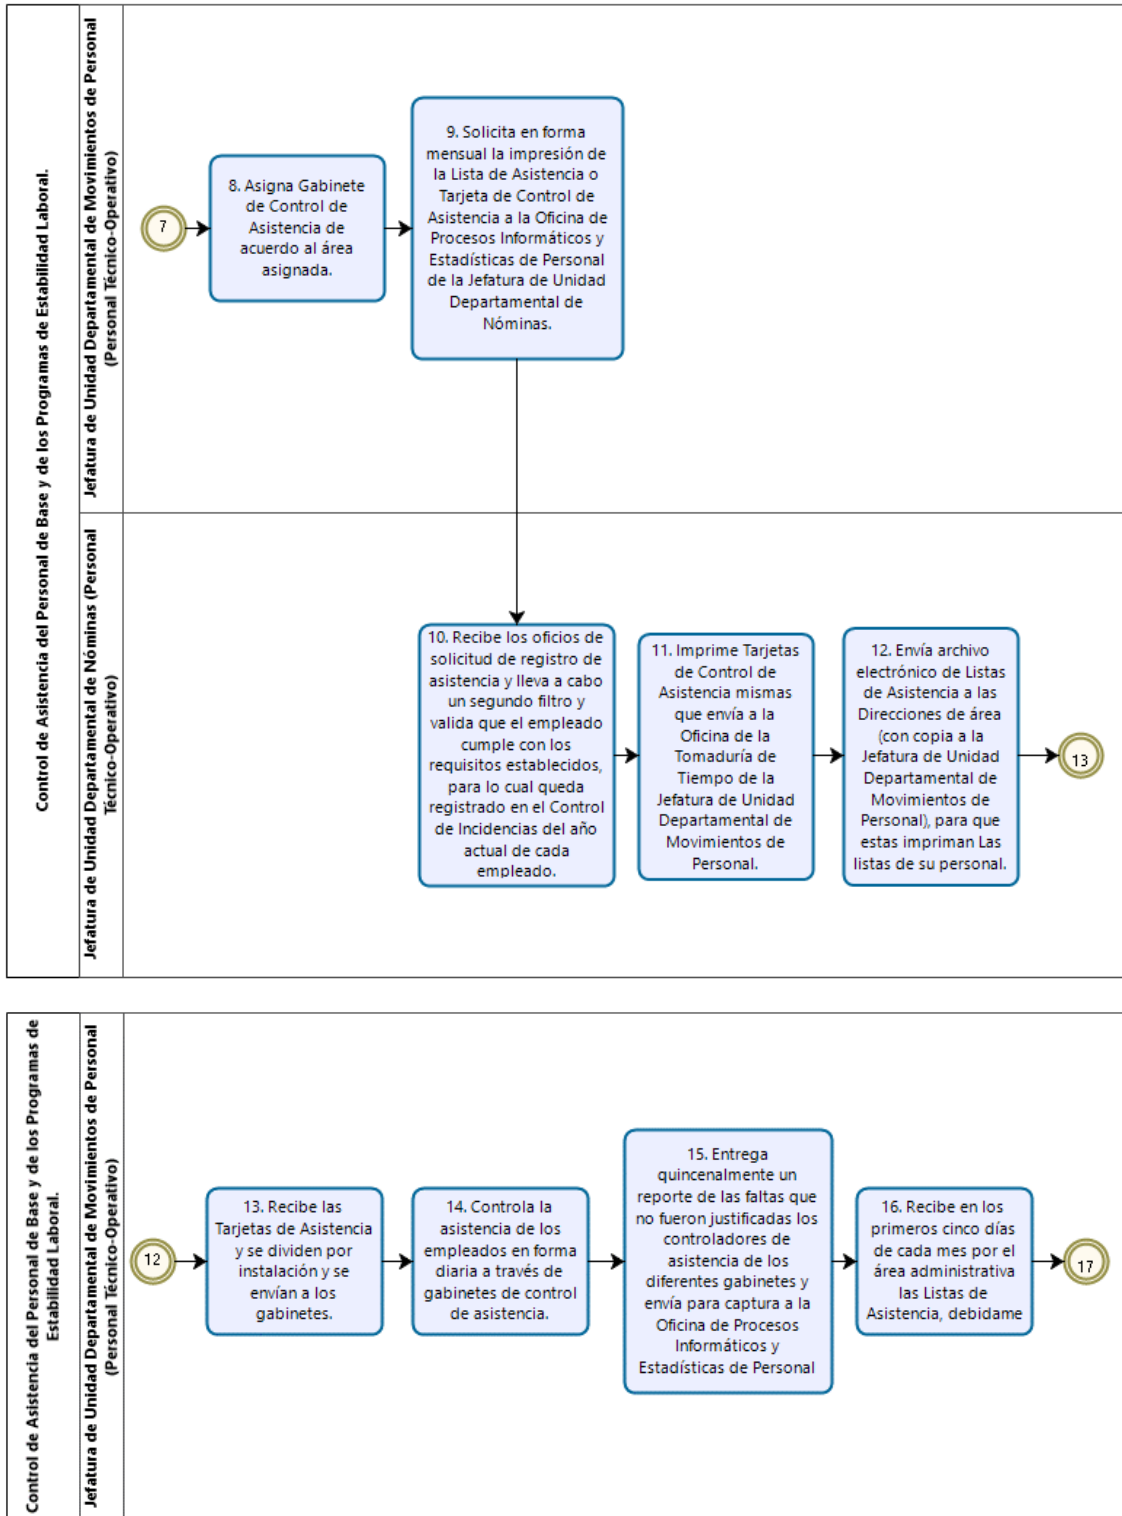 Control de Asistencia del Personal de Base y de los Programas de Estabilidad Laboral.
Jefatura de Unidad Departamental de Movimientos de Personal
(Personal Técnico-Operativo)
7
8. Asigna Gabinete
de Control de
Asistencia de
acuerdo al área
asignada.
9. Solicita en forma
mensual la impresión de
la Lista de Asistencia o
Tarjeta de Control de
Asistencia a la Oficina de
Procesos Informáticos y
Estadísticas de Personal
de la Jefatura de Unidad
Departamental de
Nóminas.
Jefatura de Unidad Departamental de Nóminas (Personal
Técnico-Operativo)
10. Recibe los oficios de
solicitud de registro de
asistencia y lleva a cabo
un segundo filtro y
valida que el empleado
cumple con los
requisitos establecidos,
para lo cual queda
registrado en el Control
de Incidencias del año
actual de cada
empleado.
11. Imprime Tarjetas
de Control de
Asistencia mismas
que envía a la
Oficina de la
Tomaduría de
Tiempo de la
Jefatura de Unidad
Departamental de
Movimientos de
Personal.
12. Envía archivo
electrónico de Listas
de Asistencia a las
Direcciones de área
(con copia a la
Jefatura de Unidad
Departamental de
Movimientos de
Personal), para que
estas impriman Las
listas de su personal.
13
Control de Asistencia del Personal de Base y de los Programas de
Estabilidad Laboral.
Jefatura de Unidad Departamental de Movimientos de Personal
(Personal Técnico-Operativo)
12
13. Recibe las
Tarjetas de Asistencia
y se dividen por
instalación y se
envían a los
gabinetes.
14. Controla la
asistencia de los
empleados en forma
diaria a través de
gabinetes de control
de asistencia.
15. Entrega
quincenalmente un
reporte de las faltas que
no fueron justificadas los
controladores de
asistencia de los
diferentes gabinetes y
envía para captura a la
Oficina de Procesos
Informáticos y
Estadísticas de Personal
16. Recibe en los
primeros cinco días
de cada mes por el
área administrativa
las Listas de
Asistencia, debidame
17